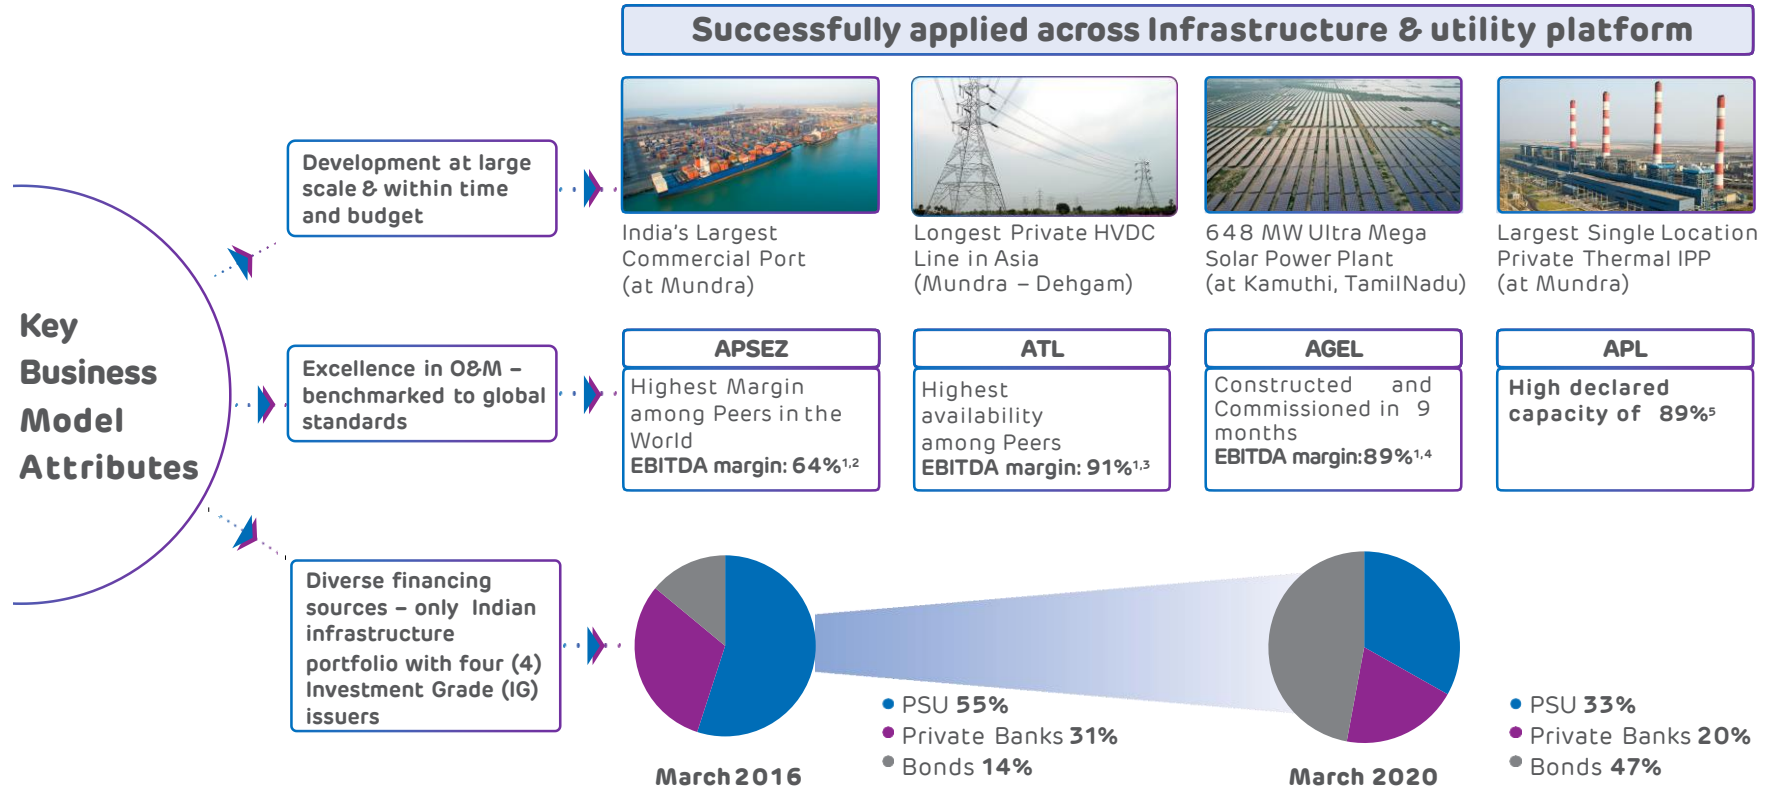 Successfully applied across Infrastructure & utility platform
Key
Business
Model
Attributes
Development at large
scale & within time
and budget
India's Largest
Commercial Port
(at Mundra)
Longest Private HVDC
Line in Asia
(Mundra – Dehgam)
648 MW Ultra Mega
Solar Power Plant
(at Kamuthi, TamilNadu)
Largest Single Location
Private Thermal IPP
(at Mundra)
Excellence in O&M –
benchmarked to global
standards
APSEZ
Highest Margin
among Peers in the
World
EBITDA margin: 64%1,2
ATL
Highest
availability
among Peers
EBITDA margin: 91%1,3
AGEL
Constructed and
Commissioned in 9
months
EBITDA margin:89%1,4
APL
High declared
capacity of 89%5
Diverse financing
sources – only Indian
infrastructure
portfolio with four (4)
Investment Grade (IG)
issuers
PSU 55%
Private Banks 31%
Bonds 14%
March 2016
PSU 33%
Private Banks 20%
Bonds 47%
March 2020